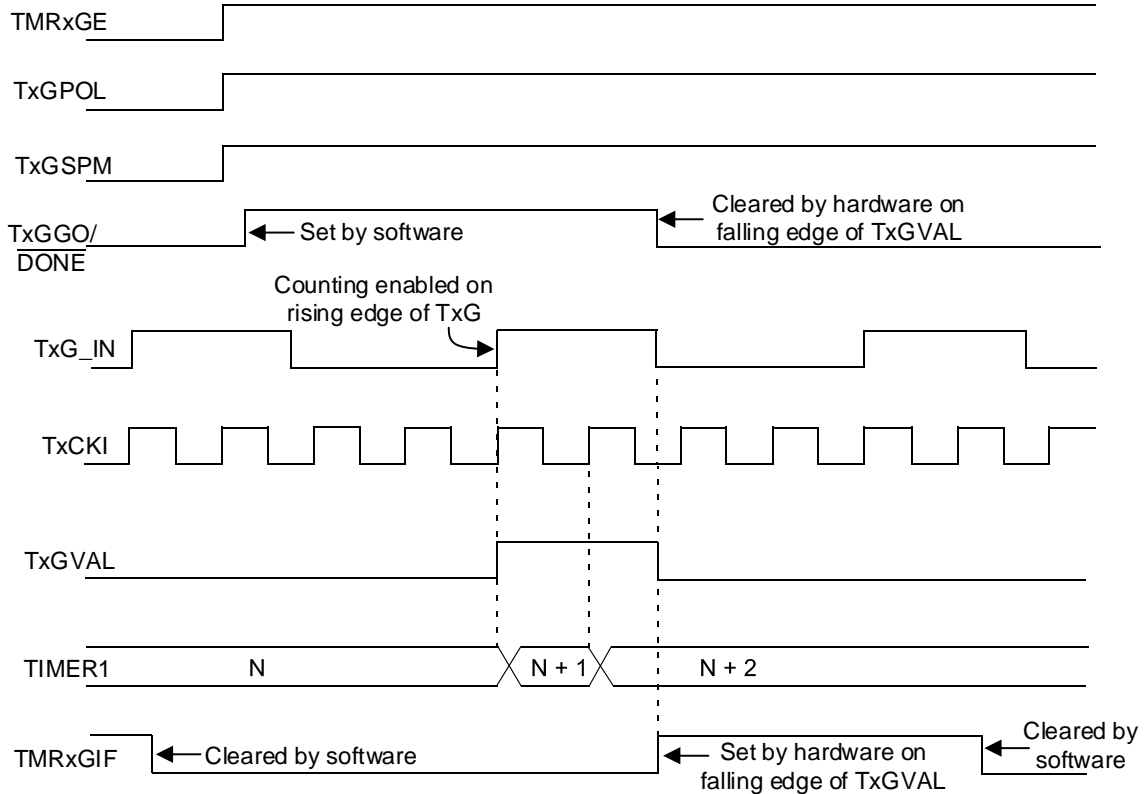 TMRxGE
TxGPOL
TxGSPM
TxGGO/
DONE
Set by software
Cleared by hardware on
falling edge of TxGVAL
Counting enabled on
rising edge of TxG
TxG_IN
TxCKI
TxGVAL
TIMER1
N
N + 1
N + 2
TMRxGIF
Cleared by software
Set by hardware on
falling edge of TxGVAL
Cleared by
software